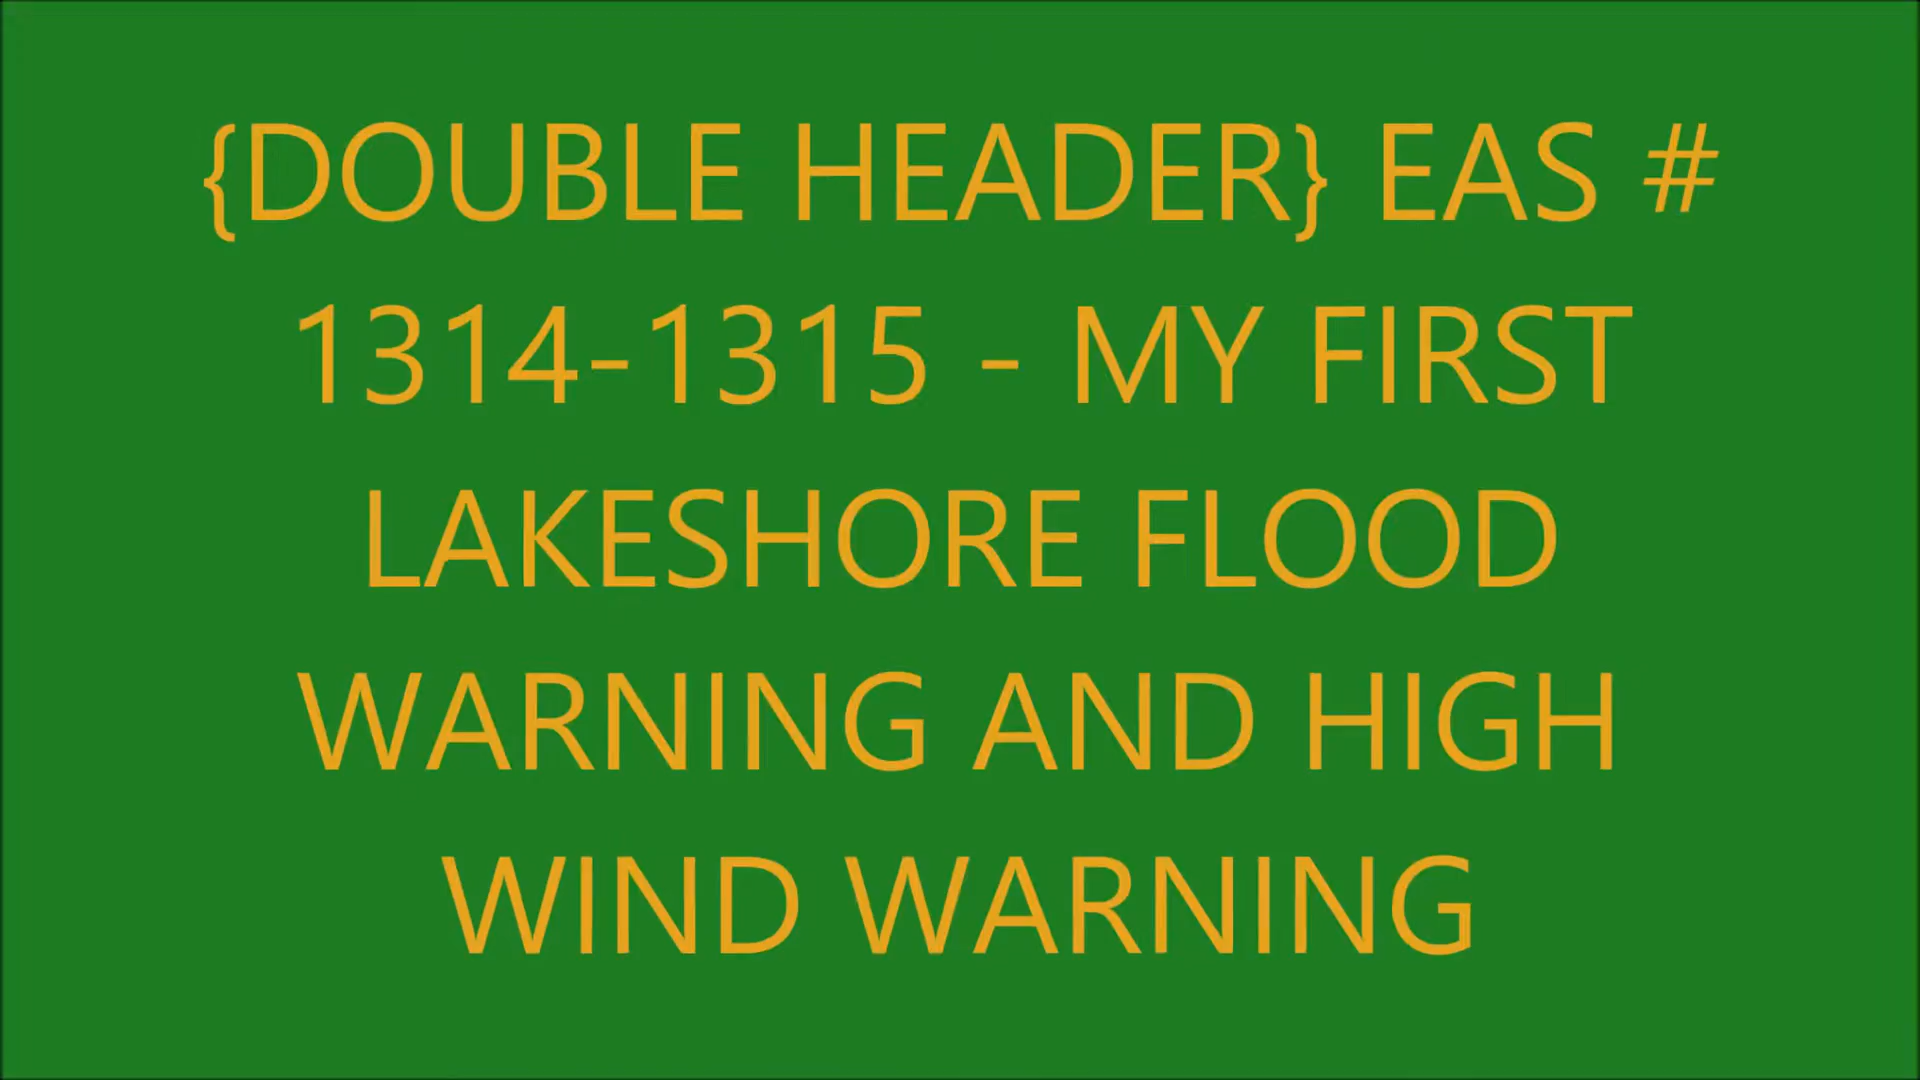 {DOUBLE HEADER} EAS #
1314-1315 - MY FIRST
LAKESHORE FLOOD
WARNING AND HIGH
WIND WARNING